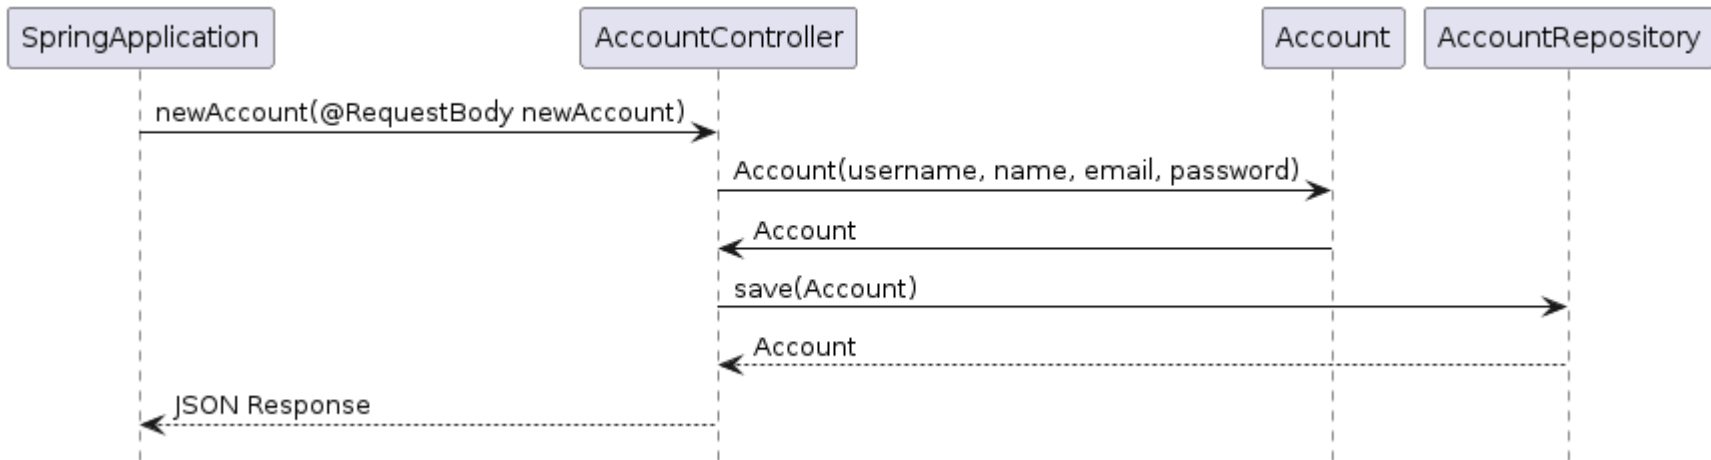 SpringApplication AccountController Account AccountRepository
newAccount(@RequestBody newAccount)
Account(username, name, email, password)
Account
save(Account)
Account
JSON Response